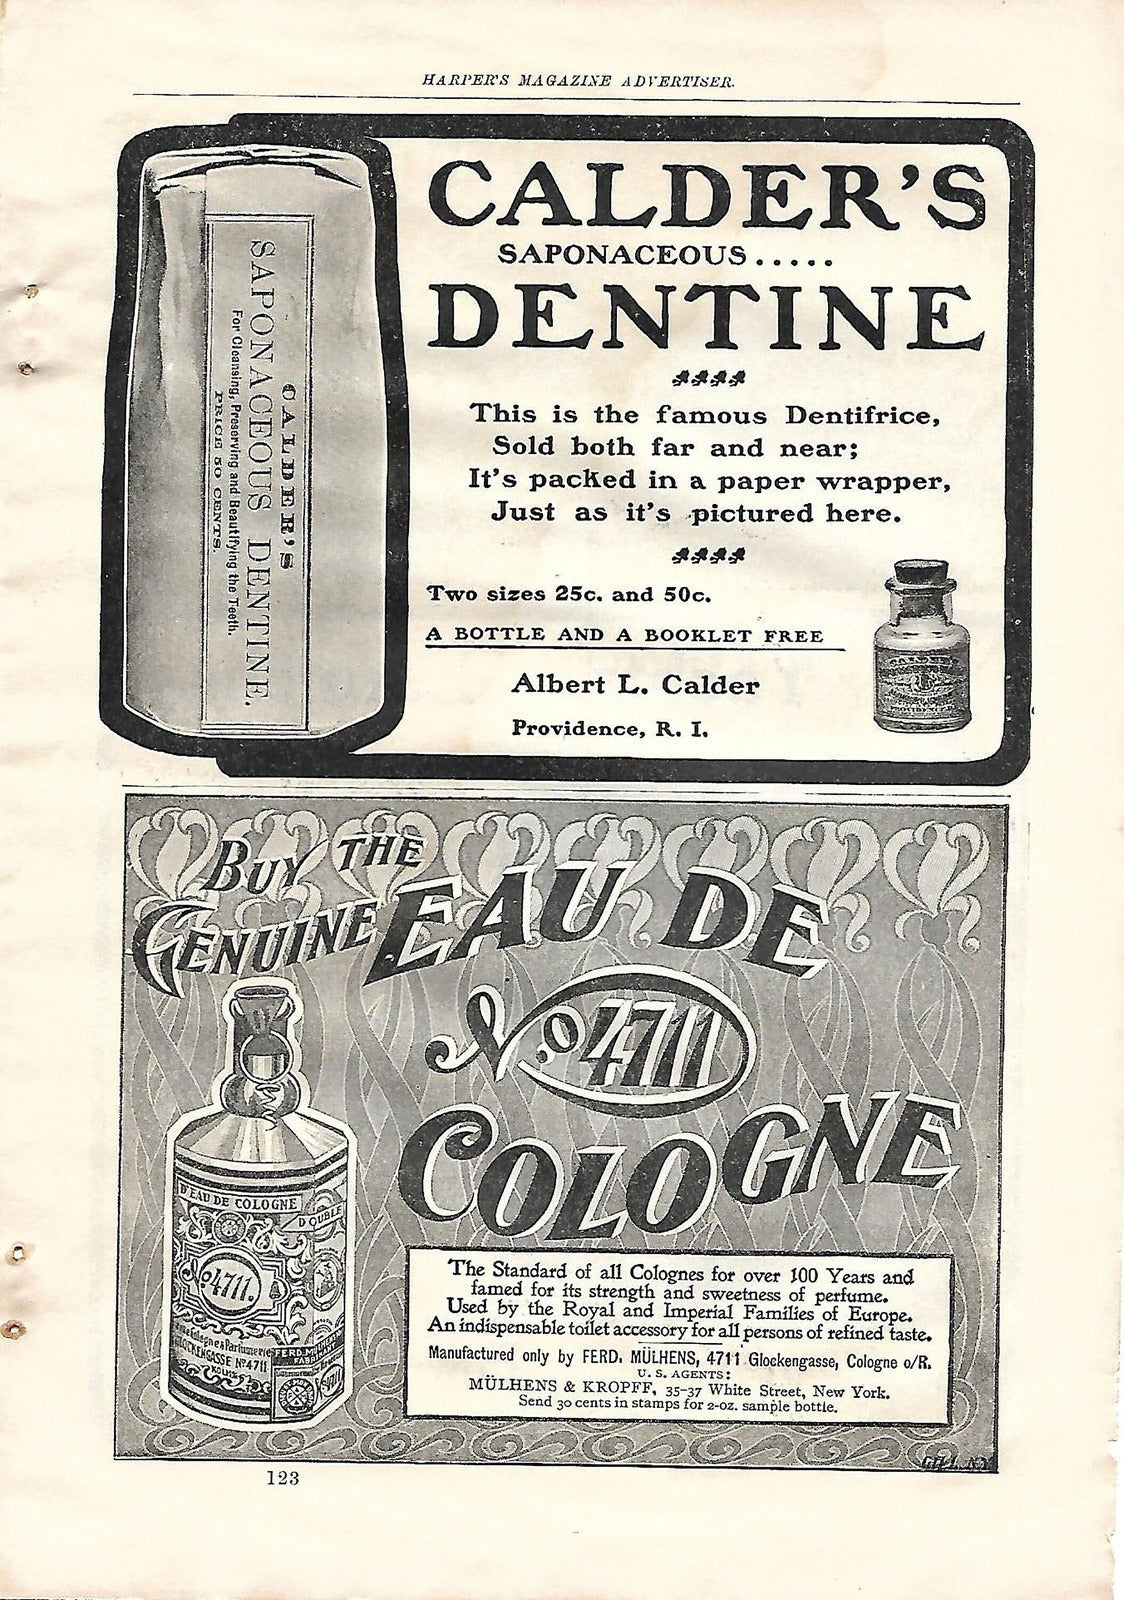 HARPER'S MAGAZINE ADVERTISER.
CALDER'S
SAPONACEOUS DENTINE.
For Cleansing, Preserving and Beautifying the Teeth.
PRICE 50 CENTS.
CALDER'S
SAPONACEOUS.....
DENTINE
This is the famous Dentifrice,
Sold both far and near;
It's packed in a paper wrapper,
Just as it's pictured here.
Two sizes 25c. and 50c.
A BOTTLE AND A BOOKLET FREE
Albert L. Calder
Providence, R. I.
CALDER'S
BUY THE
GENUINE
EAU DE
No 4711
COLOGNE
D'EAU DE COLOGNE
DOUBLE
No 4711.
GLOCKENGASSE No 4711
FERD. MÜLHENS
The Standard of all Colognes for over 100 Years and
famed for its strength and sweetness of perfume.
Used by the Royal and Imperial Families of Europe.
An indispensable toilet accessory for all persons of refined taste.
Manufactured only by FERD. MÜLHENS, 4711 Glockengasse, Cologne o/R.
U. S. AGENTS:
MÜLHENS & KROPFF, 35-37 White Street, New York.
Send 30 cents in stamps for 2-oz. sample bottle.
123